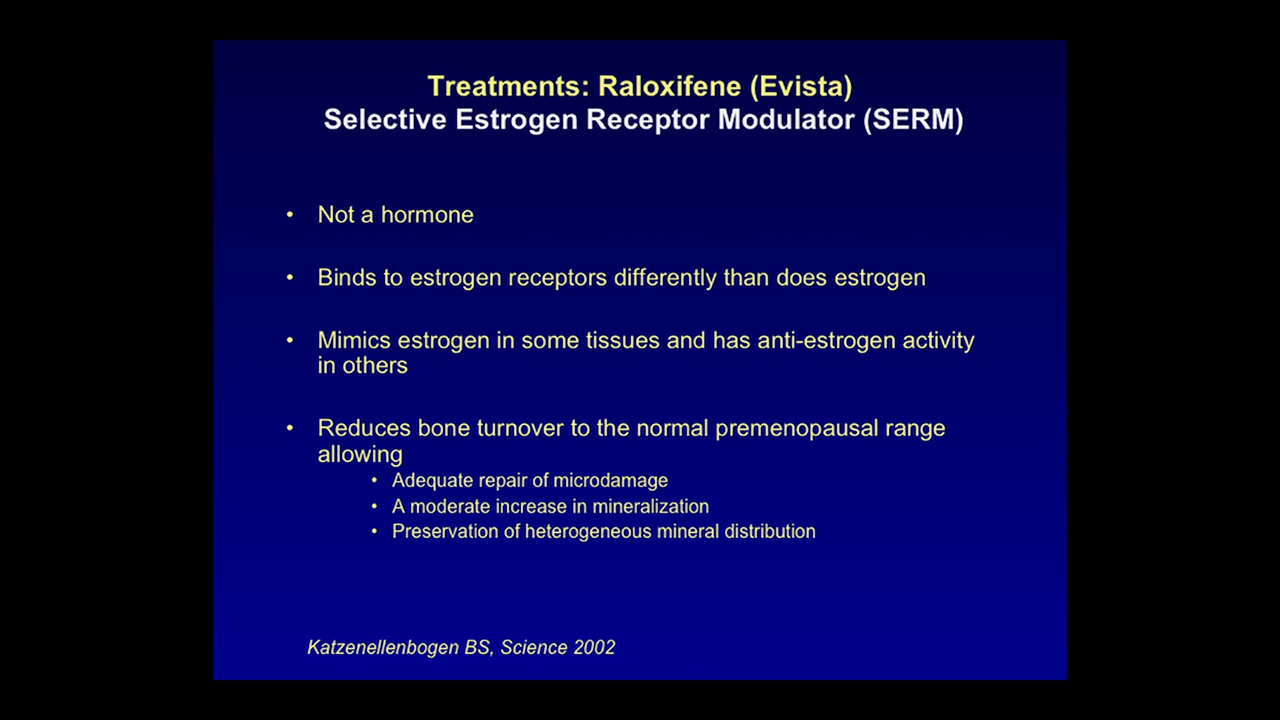 Treatments: Raloxifene (Evista)
Selective Estrogen Receptor Modulator (SERM)
• Not a hormone
• Binds to estrogen receptors differently than does estrogen
• Mimics estrogen in some tissues and has anti-estrogen activity
in others
• Reduces bone turnover to the normal premenopausal range
allowing
• Adequate repair of microdamage
• A moderate increase in mineralization
• Preservation of heterogeneous mineral distribution
Katzenellenbogen BS, Science 2002